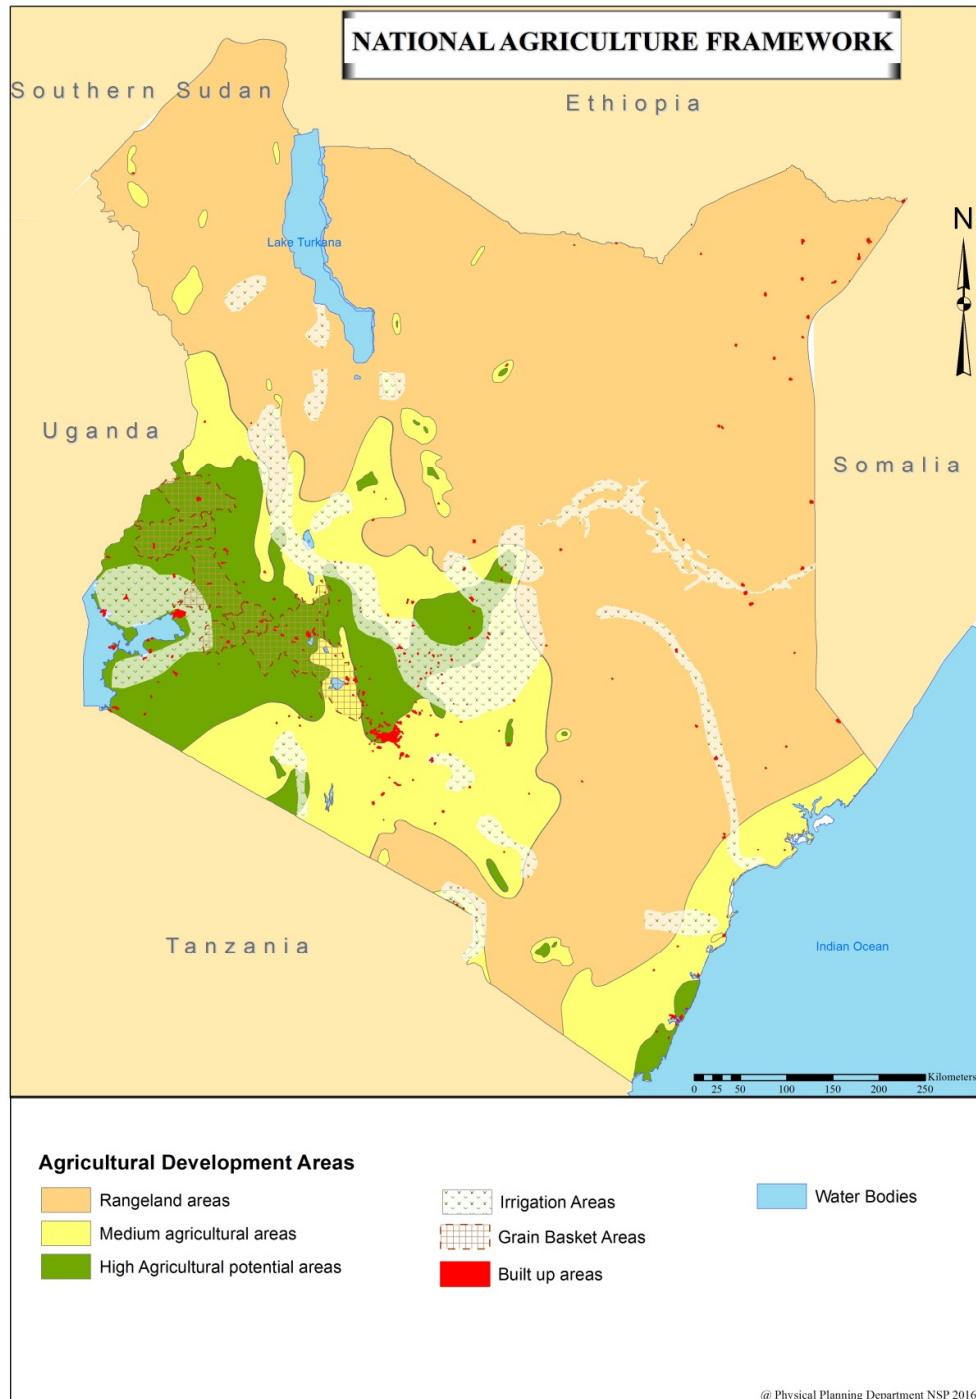 NATIONAL AGRICULTURE FRAMEWORK
Southern Sudan
Ethiopia
N
Lake Turkana
Uganda
Somalia
Tanzania
Indian Ocean
Kilometers
0 25 50 100 150 200 250
Agricultural Development Areas
Rangeland areas
Medium agricultural areas
High Agricultural potential areas
Irrigation Areas
Grain Basket Areas
Built up areas
Water Bodies
@ Physical Planning Department NSP 2016